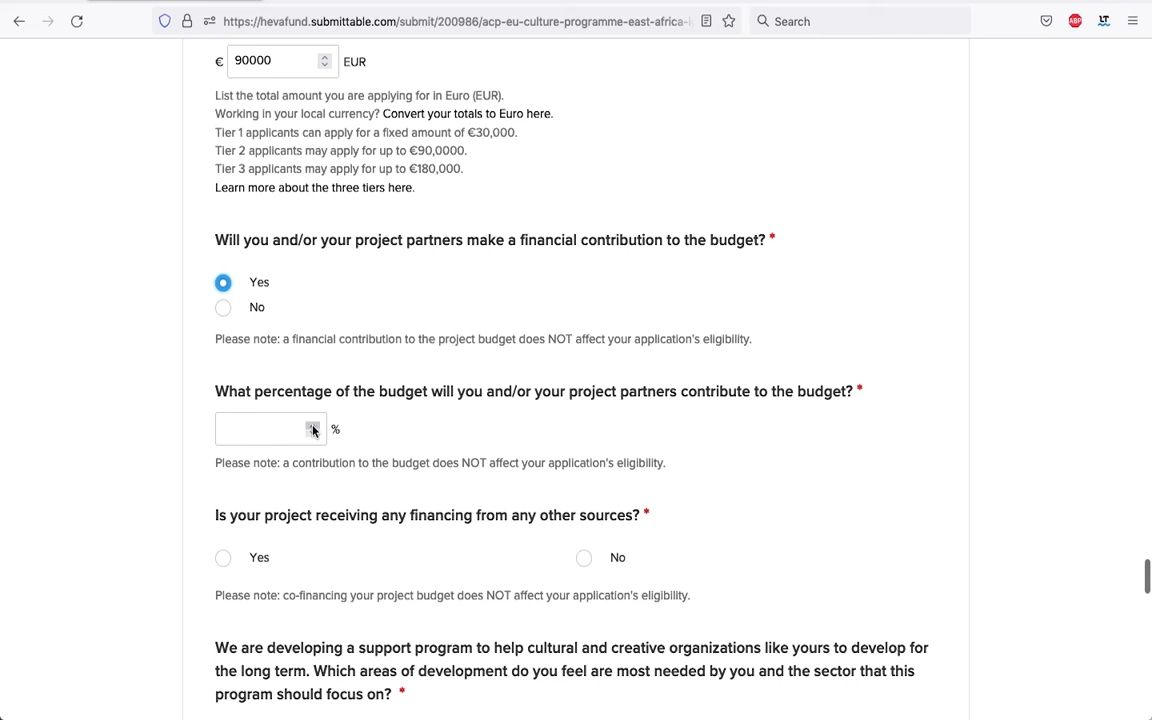 https://hevafund.submittable.com/submit/200986/acp-eu-culture-programme-east-africa-
Search
ABP
LT
€ 90000 EUR
List the total amount you are applying for in Euro (EUR).
Working in your local currency? Convert your totals to Euro here.
Tier 1 applicants can apply for a fixed amount of €30,000.
Tier 2 applicants may apply for up to €90,0000.
Tier 3 applicants may apply for up to €180,000.
Learn more about the three tiers here.
Will you and/or your project partners make a financial contribution to the budget? *
Yes
No
Please note: a financial contribution to the project budget does NOT affect your application's eligibility.
What percentage of the budget will you and/or your project partners contribute to the budget? *
%
Please note: a contribution to the budget does NOT affect your application's eligibility.
Is your project receiving any financing from any other sources? *
Yes No
Please note: co-financing your project budget does NOT affect your application's eligibility.
We are developing a support program to help cultural and creative organizations like yours to develop for
the long term. Which areas of development do you feel are most needed by you and the sector that this
program should focus on? *